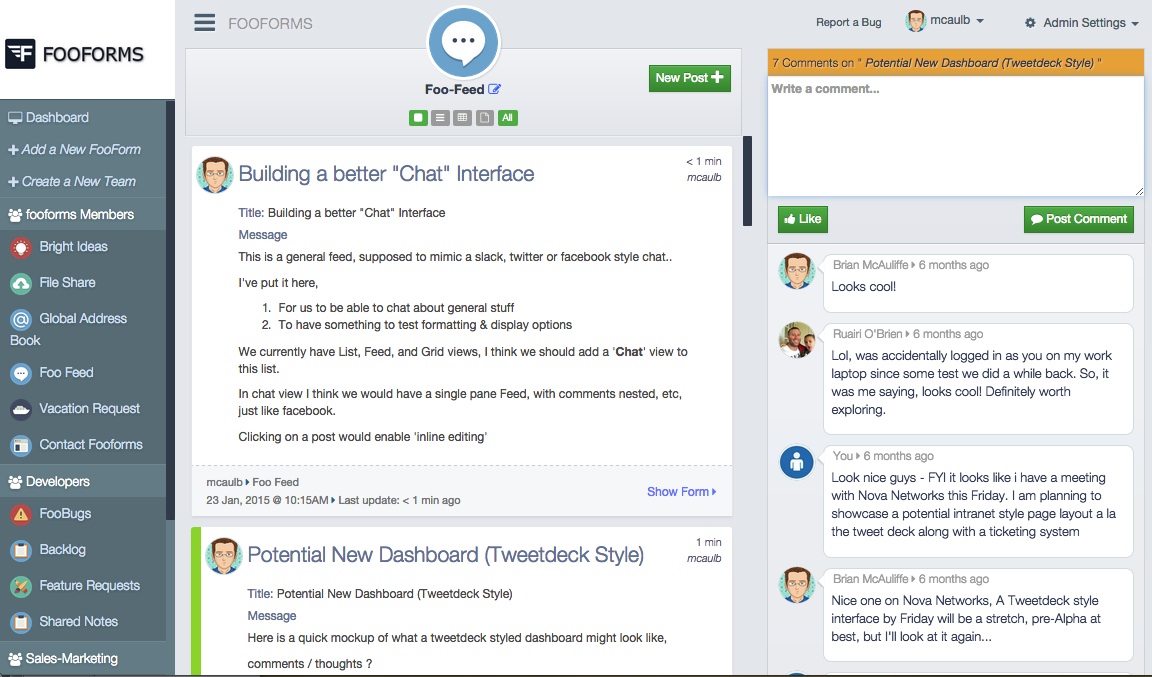 FOOFORMS
Dashboard
Add a New FooForm
Create a New Team
fooforms Members
Bright Ideas
File Share
Global Address
Book
Foo Feed
Vacation Request
Contact Fooforms
Developers
FooBugs
Backlog
Feature Requests
Shared Notes
Sales-Marketing
FOOFORMS
Report a Bug
mcaulb
Admin Settings
Foo-Feed
New Post
All
Building a better "Chat" Interface
< 1 min
mcaulb
Title: Building a better "Chat" Interface
Message
This is a general feed, supposed to mimic a slack, twitter or facebook style chat..
I've put it here,
1. For us to be able to chat about general stuff
2. To have something to test formatting & display options
We currently have List, Feed, and Grid views, I think we should add a 'Chat' view to
this list.
In chat view I think we would have a single pane Feed, with comments nested, etc,
just like facebook.
Clicking on a post would enable 'inline editing'
mcaulb Foo Feed
23 Jan, 2015 @ 10:15AM Last update: < 1 min ago
Show Form
Potential New Dashboard (Tweetdeck Style)
1 min
mcaulb
Title: Potential New Dashboard (Tweetdeck Style)
Message
Here is a quick mockup of what a tweetdeck styled dashboard might look like,
comments / thoughts ?
7 Comments on " Potential New Dashboard (Tweetdeck Style) "
Write a comment...
Like
Post Comment
Brian McAuliffe 6 months ago
Looks cool!
Ruairi O'Brien 6 months ago
Lol, was accidentally logged in as you on my work
laptop since some test we did a while back. So, it
was me saying, looks cool! Definitely worth
exploring.
You 6 months ago
Look nice guys - FYI it looks like i have a meeting
with Nova Networks this Friday. I am planning to
showcase a potential intranet style page layout a la
the tweet deck along with a ticketing system
Brian McAuliffe 6 months ago
Nice one on Nova Networks, A Tweetdeck style
interface by Friday will be a stretch, pre-Alpha at
best, but I'll look at it again...